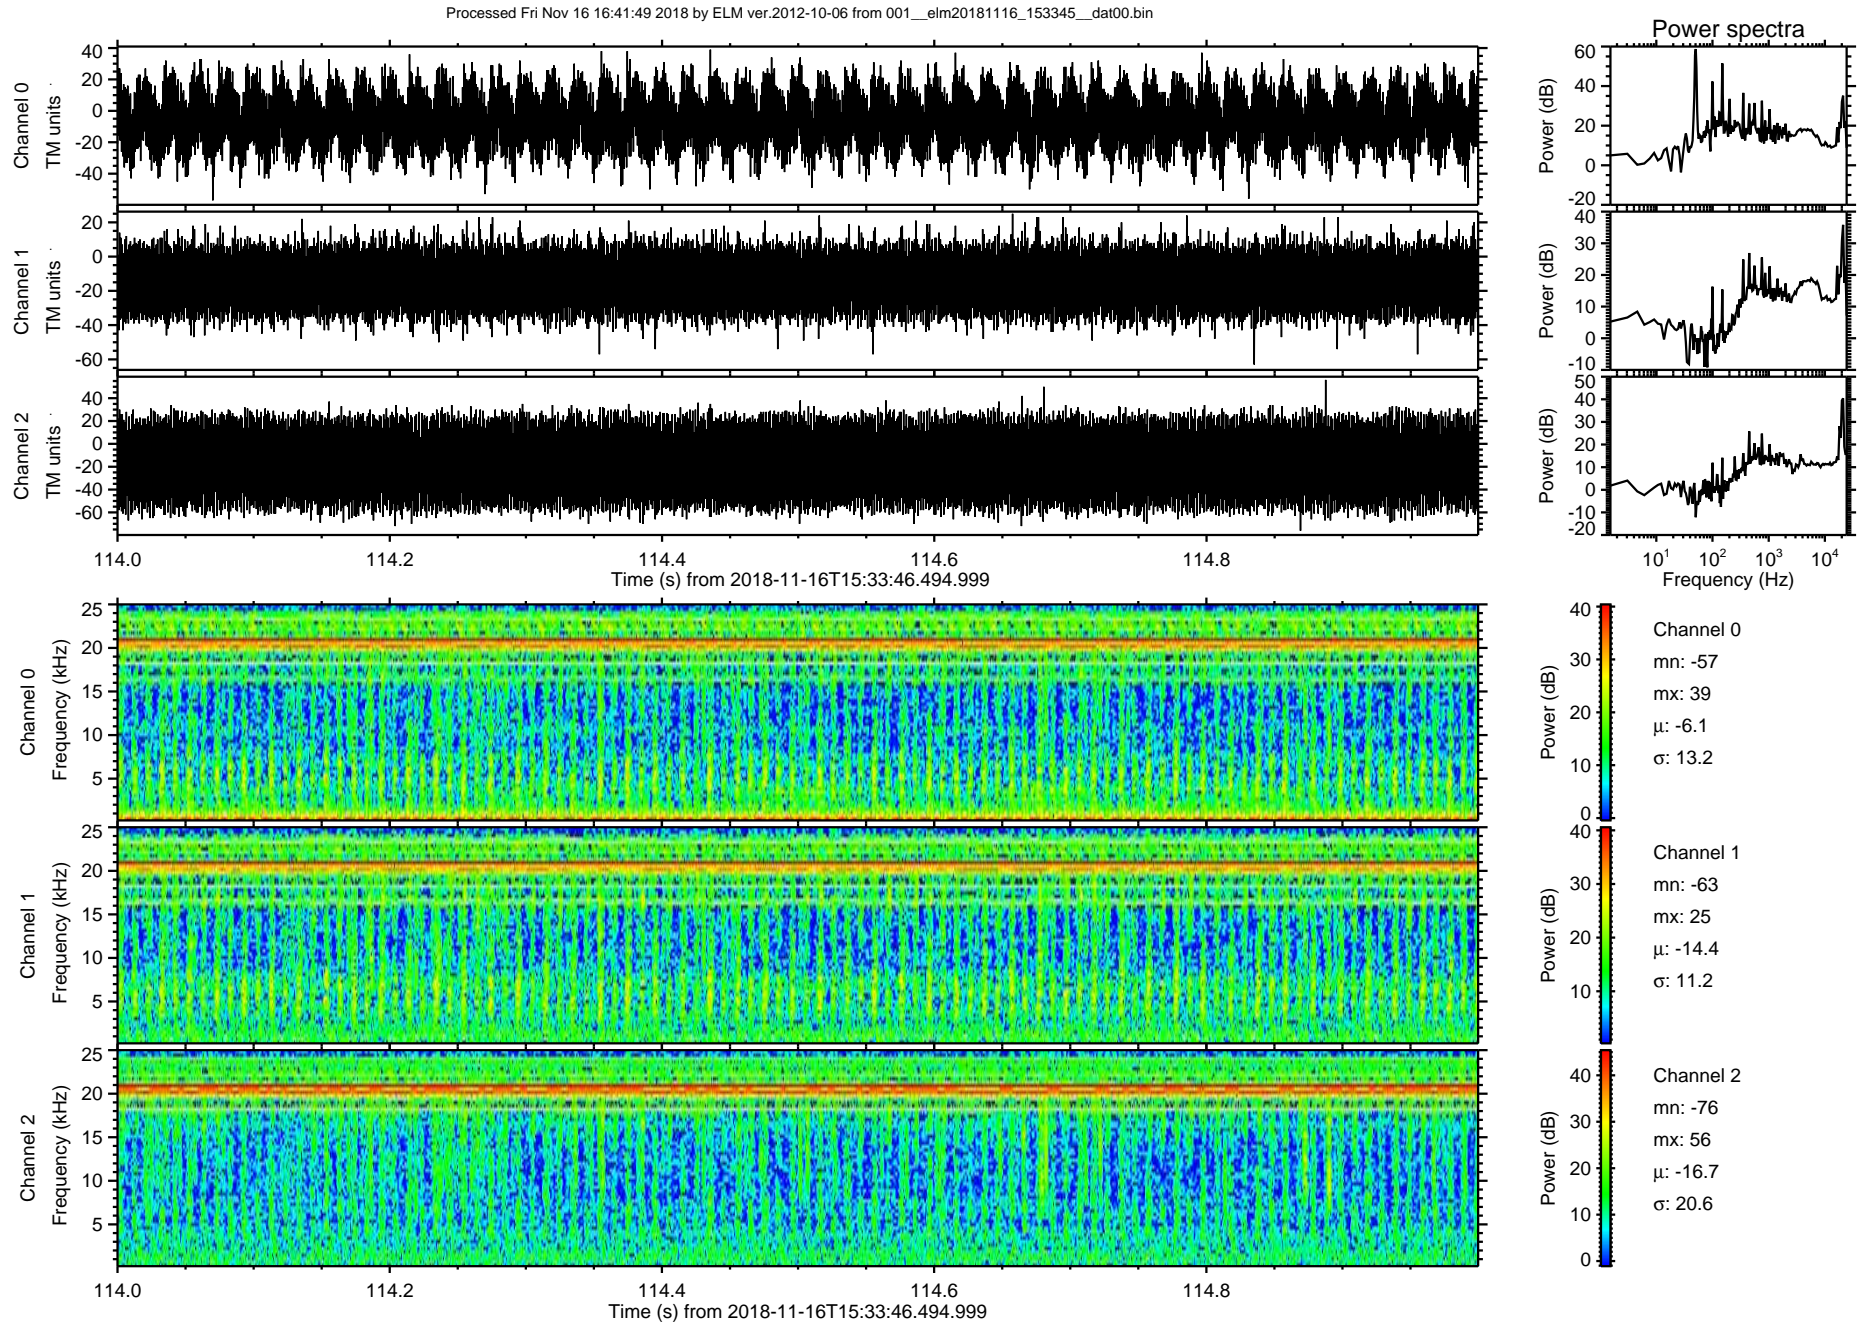 Processed Fri Nov 16 16:41:49 2018 by ELM ver.2012-10-06 from 001__elm20181116_153345__dat00.bin
Power spectra
Channel 0
TM units
40
20
0
-20
-40
Power (dB)
60
40
20
0
-20
Channel 1
TM units
20
0
-20
-40
-60
Power (dB)
40
30
20
10
0
-10
Channel 2
TM units
40
20
0
-20
-40
-60
Power (dB)
50
40
30
20
10
0
-10
-20
114.0 114.2 114.4 114.6 114.8
Time (s) from 2018-11-16T15:33:46.494.999
10¹ 10² 10³ 10⁴
Frequency (Hz)
Channel 0
Frequency (kHz)
25
20
15
10
5
Power (dB)
40
30
20
10
0
Channel 0
mn: -57
mx: 39
μ: -6.1
σ: 13.2
Channel 1
Frequency (kHz)
25
20
15
10
5
Power (dB)
40
30
20
10
Channel 1
mn: -63
mx: 25
μ: -14.4
σ: 11.2
Channel 2
Frequency (kHz)
25
20
15
10
5
Power (dB)
40
30
20
10
0
Channel 2
mn: -76
mx: 56
μ: -16.7
σ: 20.6
114.0 114.2 114.4 114.6 114.8
Time (s) from 2018-11-16T15:33:46.494.999